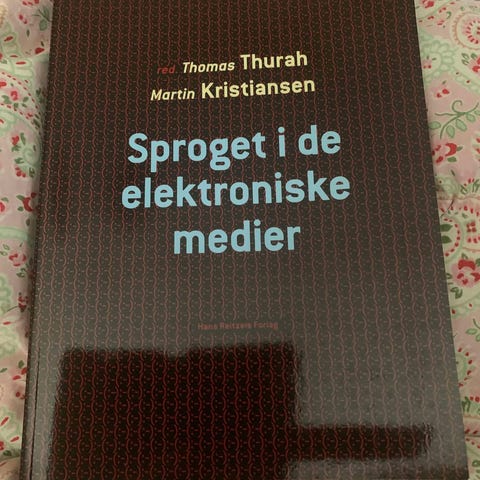 red. Thomas Thurah
Martin Kristiansen
Sproget i de
elektroniske
medier
Hans Reitzels Forlag